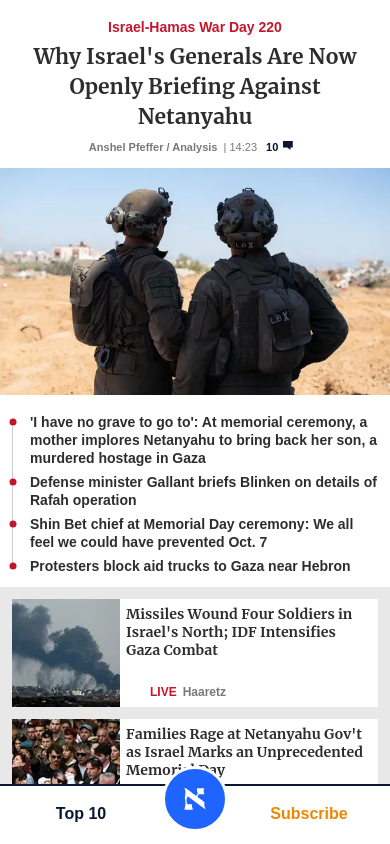 Israel-Hamas War Day 220
Why Israel's Generals Are Now
Openly Briefing Against
Netanyahu
Anshel Pfeffer / Analysis | 14:23 10
LBX
LBX
'I have no grave to go to': At memorial ceremony, a
mother implores Netanyahu to bring back her son, a
murdered hostage in Gaza
Defense minister Gallant briefs Blinken on details of
Rafah operation
Shin Bet chief at Memorial Day ceremony: We all
feel we could have prevented Oct. 7
Protesters block aid trucks to Gaza near Hebron
Missiles Wound Four Soldiers in
Israel's North; IDF Intensifies
Gaza Combat
LIVE Haaretz
Families Rage at Netanyahu Gov't
as Israel Marks an Unprecedented
Memorial Day
Top 10
Subscribe